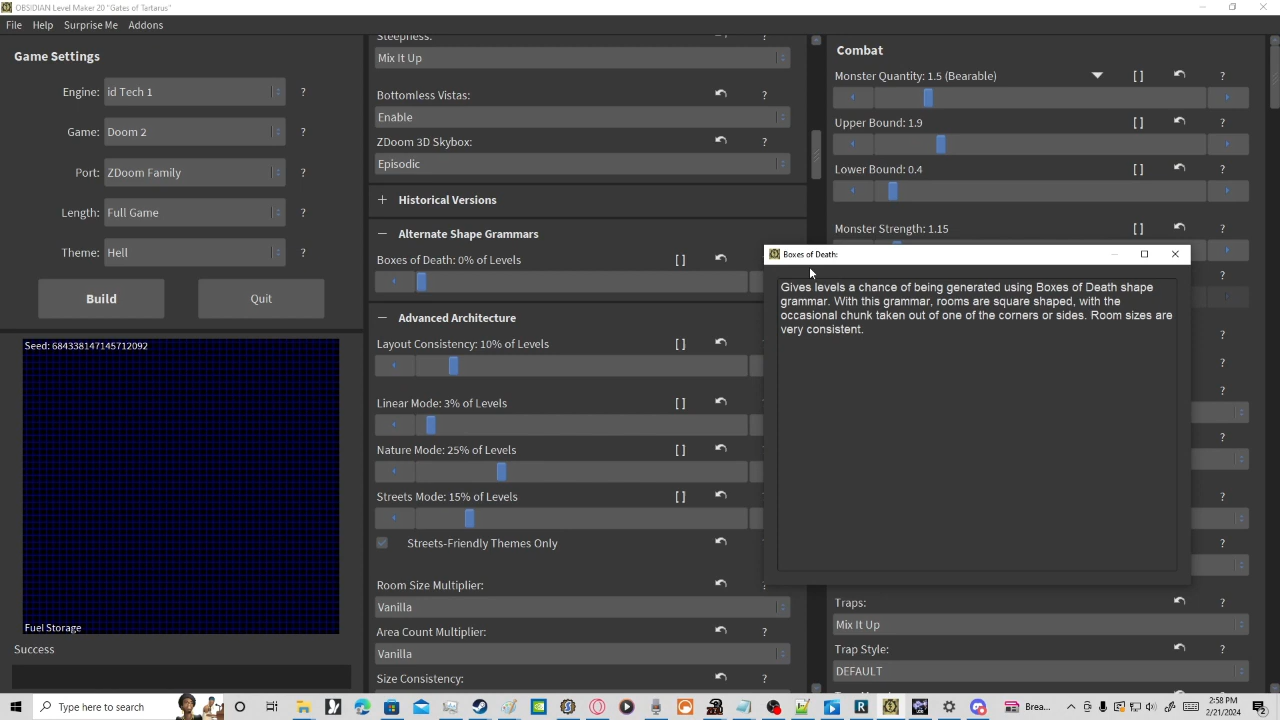 OBSIDIAN Level Maker 20 "Gates of Tartarus"
File Help Surprise Me Addons
Game Settings
Engine: id Tech 1 ?
Game: Doom 2 ?
Port: ZDoom Family ?
Length: Full Game ?
Theme: Hell ?
Build Quit
Seed: 684338147145712092
Fuel Storage
Success
Steepness: ?
Mix It Up
Bottomless Vistas: ?
Enable
ZDoom 3D Skybox: ?
Episodic
+ Historical Versions
− Alternate Shape Grammars
Boxes of Death: 0% of Levels [ ]
− Advanced Architecture
Layout Consistency: 10% of Levels [ ]
Linear Mode: 3% of Levels [ ]
Nature Mode: 25% of Levels [ ]
Streets Mode: 15% of Levels [ ]
Streets-Friendly Themes Only
Room Size Multiplier: ?
Vanilla
Area Count Multiplier: ?
Vanilla
Size Consistency: ?
Combat
Monster Quantity: 1.5 (Bearable) [ ] ?
Upper Bound: 1.9 [ ] ?
Lower Bound: 0.4 [ ] ?
Monster Strength: 1.15 [ ] ?
Boxes of Death:
Gives levels a chance of being generated using Boxes of Death shape
grammar. With this grammar, rooms are square shaped, with the
occasional chunk taken out of one of the corners or sides. Room sizes are
very consistent.
?
?
?
?
?
?
?
Traps: ?
Mix It Up
Trap Style: ?
DEFAULT
Type here to search
Brea...
2:58 PM
2/21/2024